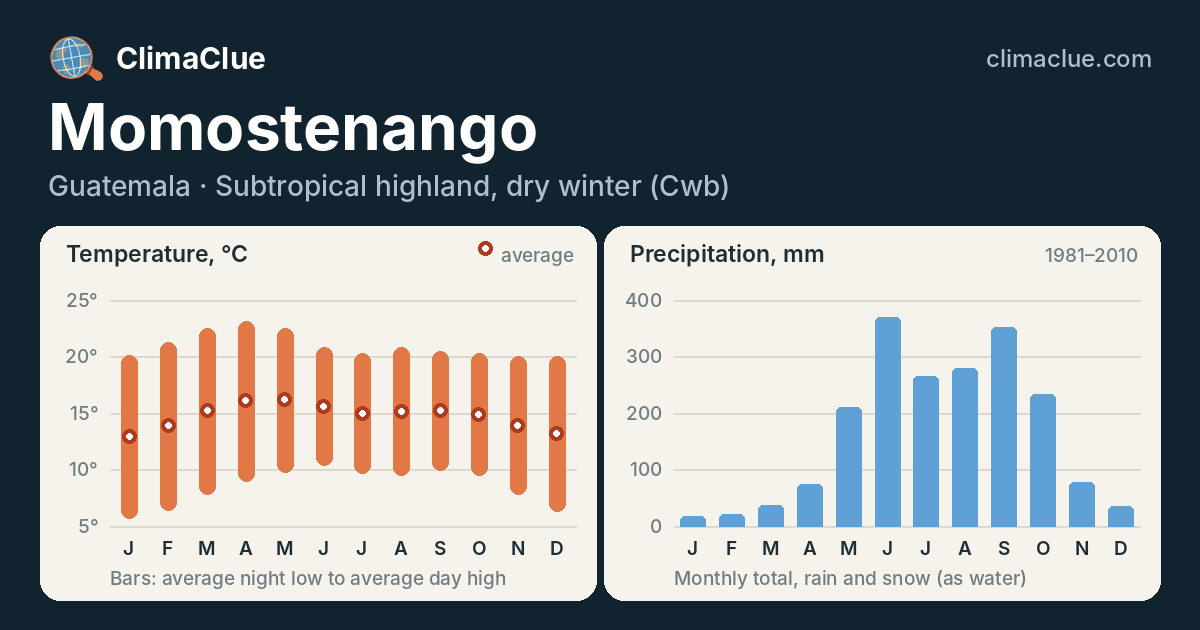 ClimaClue
climaclue.com
Momostenango
Guatemala · Subtropical highland, dry winter (Cwb)
Temperature, °C
average
25°
20°
15°
10°
5°
J F M A M J J A S O N D
Bars: average night low to average day high
Precipitation, mm
1981–2010
400
300
200
100
0
J F M A M J J A S O N D
Monthly total, rain and snow (as water)